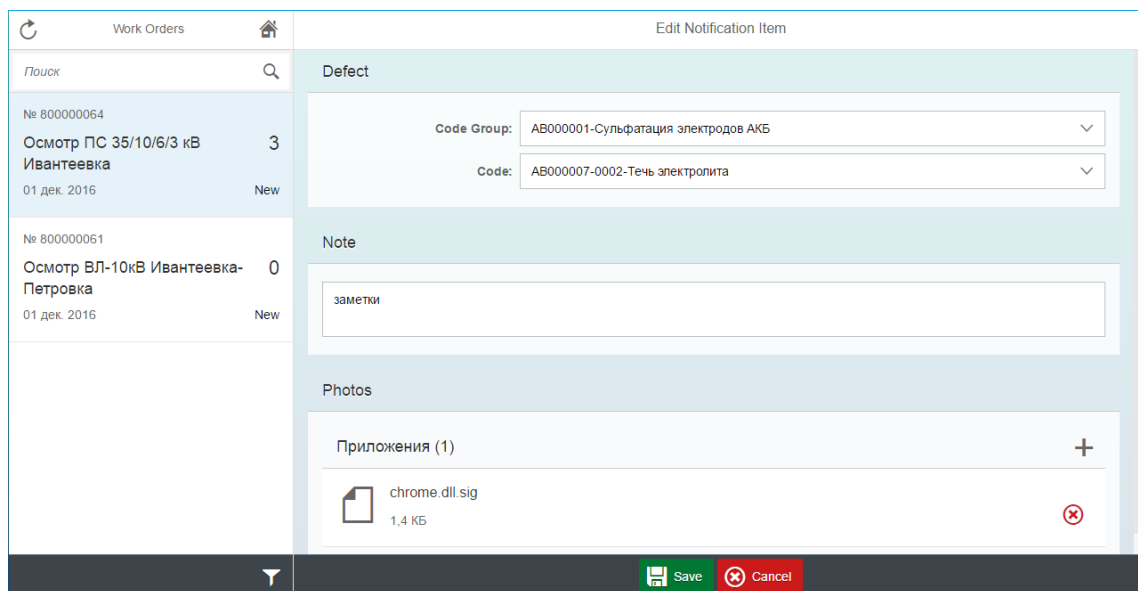 Work Orders
Поиск
№ 800000064
Осмотр ПС 35/10/6/3 кВ 3
Ивантеевка
01 дек. 2016 New
№ 800000061
Осмотр ВЛ-10кВ Ивантеевка- 0
Петровка
01 дек. 2016 New
Edit Notification Item
Defect
Code Group: АВ000001-Сульфатация электродов АКБ
Code: АВ000007-0002-Течь электролита
Note
заметки
Photos
Приложения (1)
chrome.dll.sig
1,4 КБ
Save Cancel